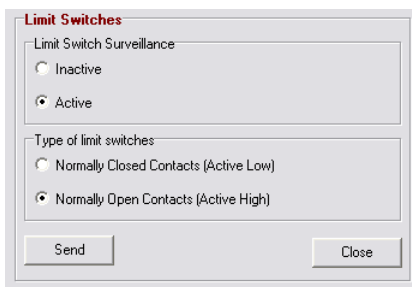 Limit Switches
Limit Switch Surveillance
Inactive
Active
Type of limit switches
Normally Closed Contacts (Active Low)
Normally Open Contacts (Active High)
Send
Close